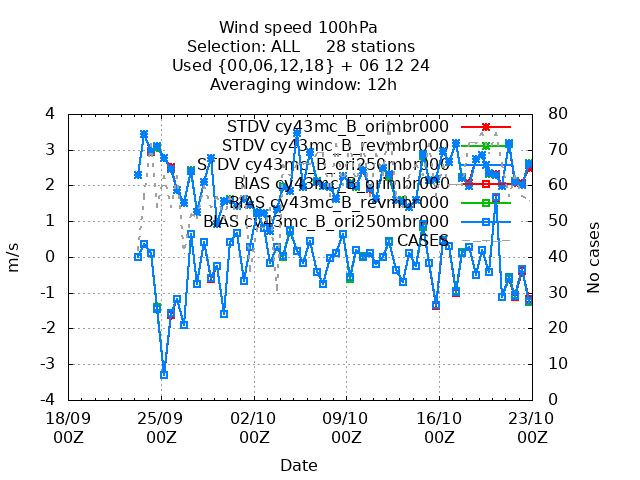 Wind speed 100hPa
Selection: ALL 28 stations
Used {00,06,12,18} + 06 12 24
Averaging window: 12h
STDV cy43mc_B_orimbr000
STDV cy43mc_B_revmbr000
STDV cy43mc_B_ori250mbr000
BIAS cy43mc_B_orimbr000
BIAS cy43mc_B_revmbr000
BIAS cy43mc_B_ori250mbr000
CASES
m/s
4
3
2
1
0
-1
-2
-3
-4
No cases
80
70
60
50
40
30
20
10
0
18/09 25/09 02/10 09/10 16/10 23/10
00Z 00Z 00Z 00Z 00Z 00Z
Date